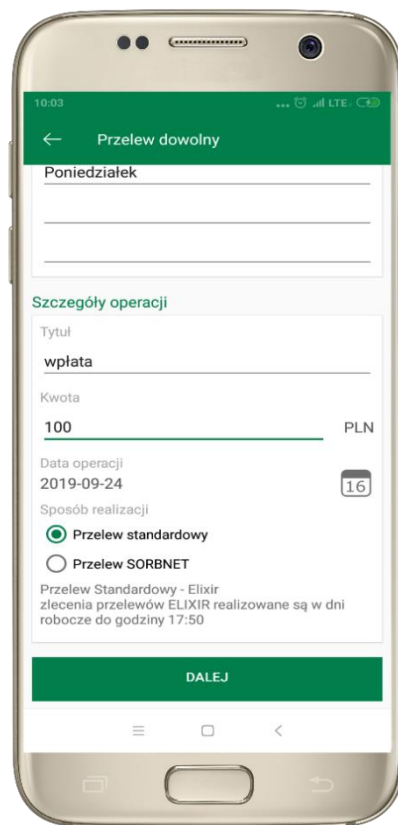 10:03
... LTE
Przelew dowolny
Poniedziałek
Szczegóły operacji
Tytuł
wpłata
Kwota
100 PLN
Data operacji
2019-09-24
16
Sposób realizacji
Przelew standardowy
Przelew SORBNET
Przelew Standardowy - Elixir
zlecenia przelewów ELIXIR realizowane są w dni
robocze do godziny 17:50
DALEJ